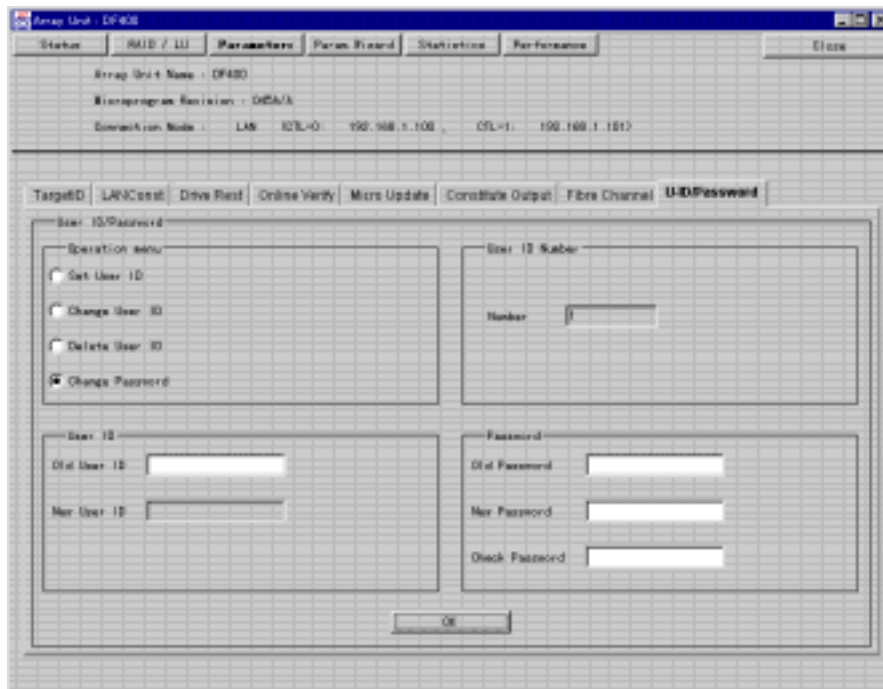 Array Unit : DF400
Status RAID / LU Parameters Param Wizard Statistics Performance Close
Array Unit Name : DF400
Microprogram Revision :
Connection Mode : LAN (CTL-0: 192.168.1.100 , CTL-1: 192.168.1.101)
TargetID LANConst Drive Rest Online Verify Micro Update Constitute Output Fibre Channel U-ID/Password
User ID/Password
Operation menu
Set User ID
Change User ID
Delete User ID
Change Password
User ID Number
Number
User ID
Old User ID
New User ID
Password
Old Password
New Password
Check Password
OK